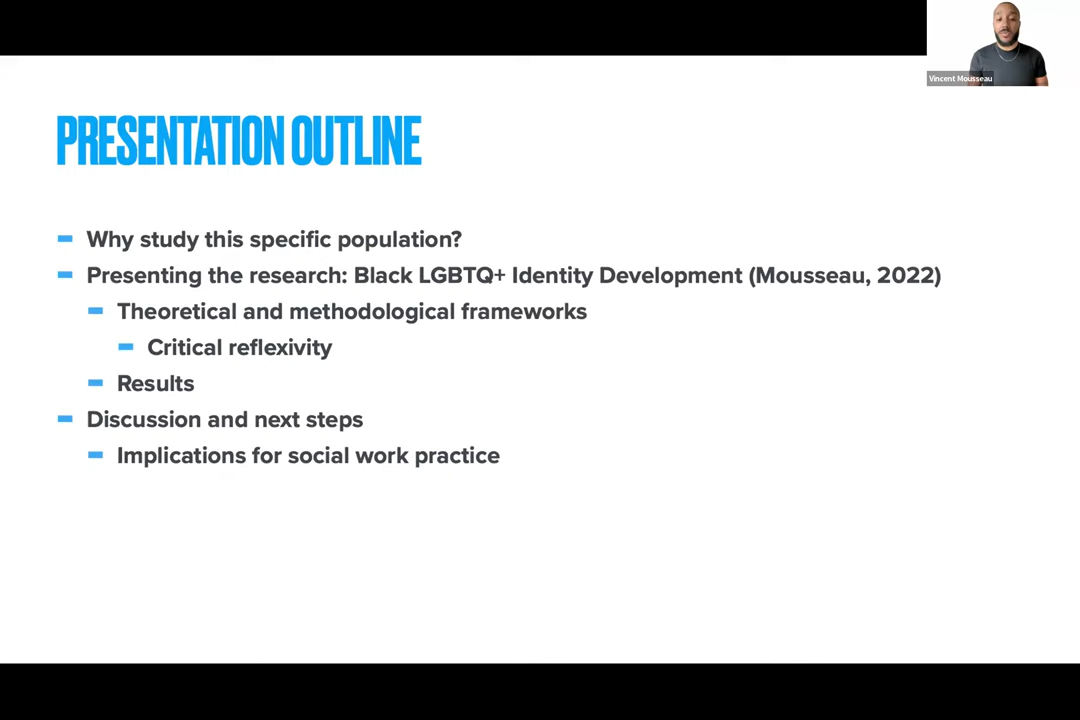 Vincent Mousseau
PRESENTATION OUTLINE
Why study this specific population?
Presenting the research: Black LGBTQ+ Identity Development (Mousseau, 2022)
Theoretical and methodological frameworks
Critical reflexivity
Results
Discussion and next steps
Implications for social work practice